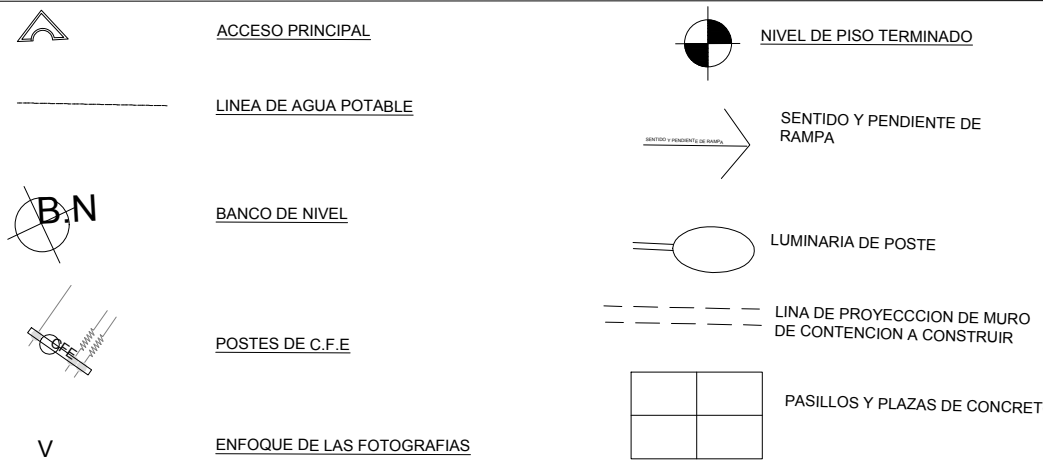 ACCESO PRINCIPAL
LINEA DE AGUA POTABLE
B.N
BANCO DE NIVEL
CFE
POSTES DE C.F.E
V
ENFOQUE DE LAS FOTOGRAFIAS
NIVEL DE PISO TERMINADO
SENTIDO Y PENDIENTE DE RAMPA
SENTIDO Y PENDIENTE DE
RAMPA
LUMINARIA DE POSTE
LINA DE PROYECCCION DE MURO
DE CONTENCION A CONSTRUIR
PASILLOS Y PLAZAS DE CONCRET